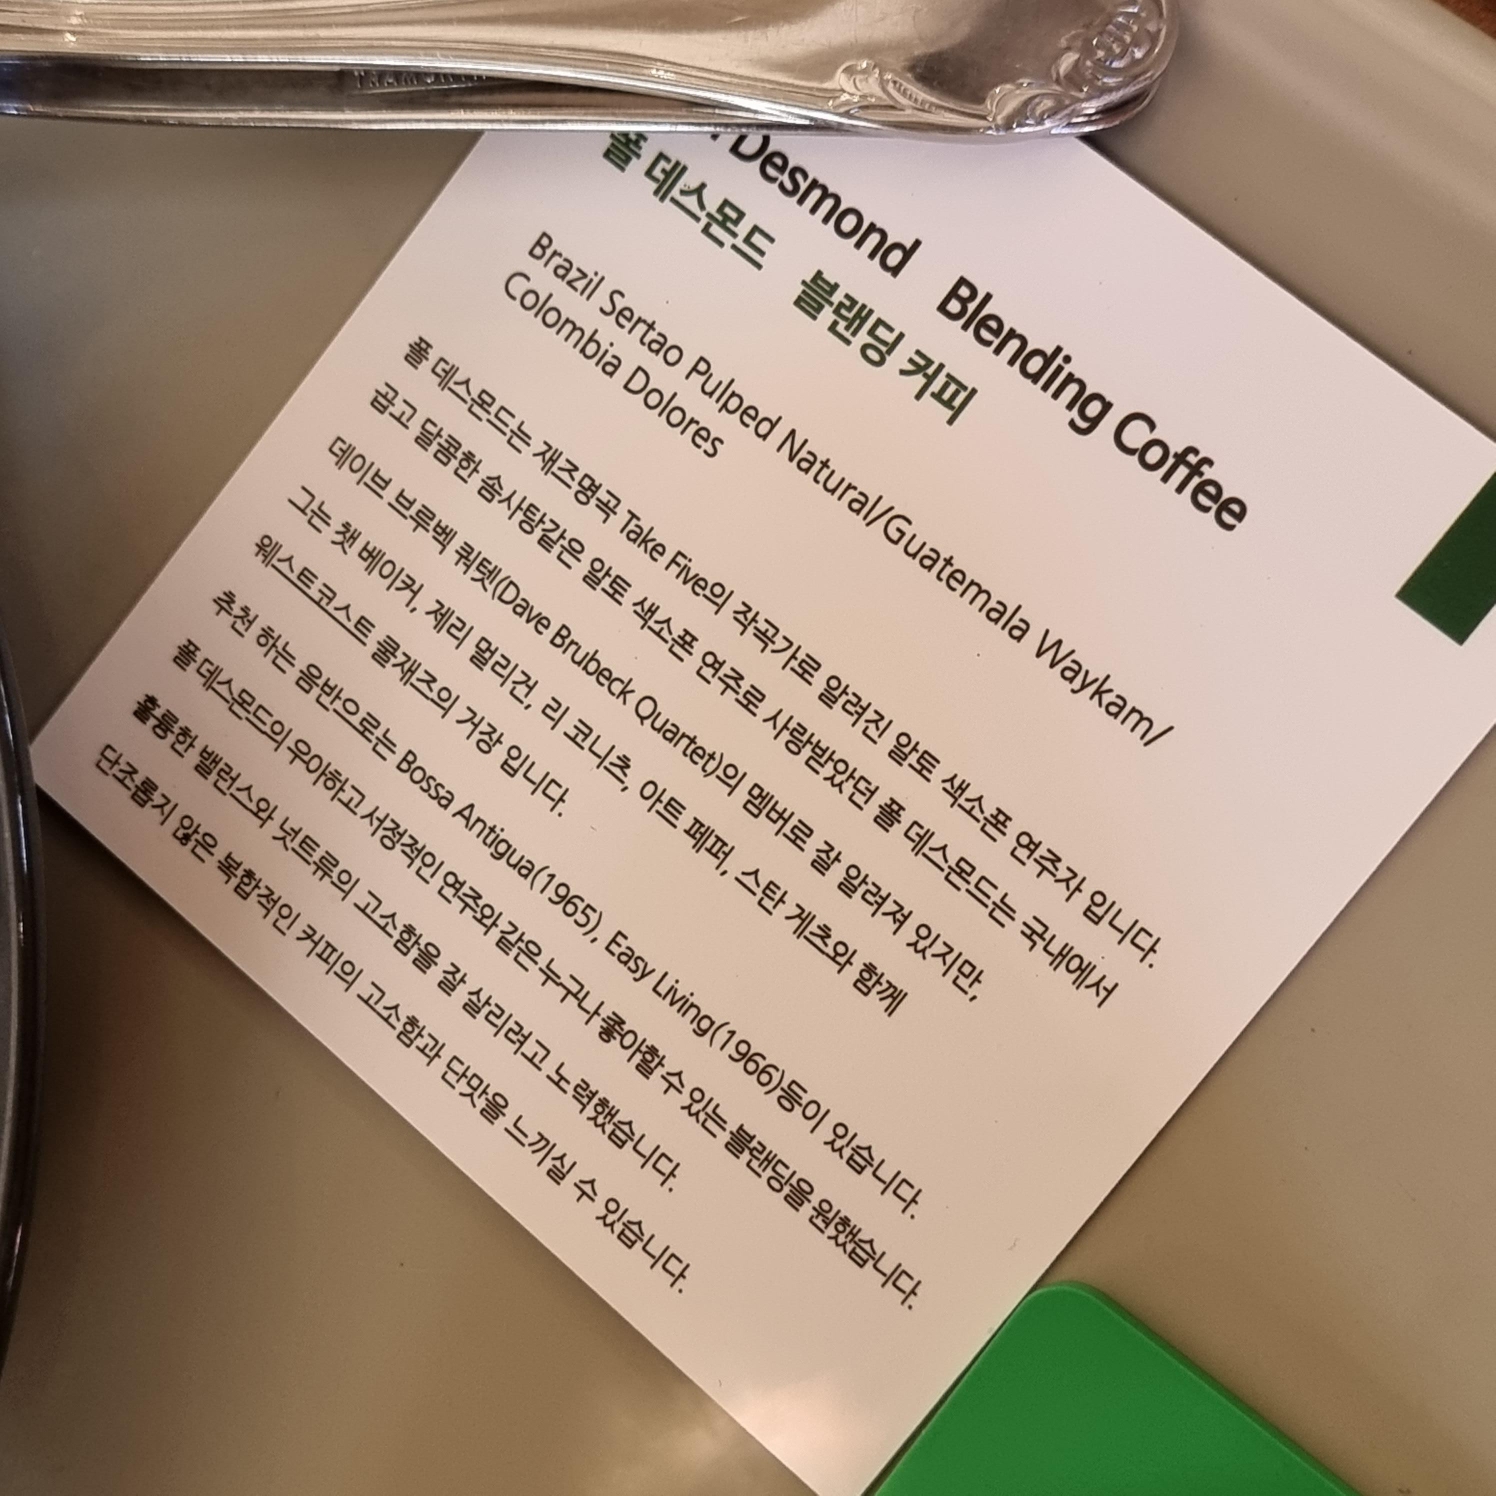 Desmond Blending Coffee
폴 데스몬드 블랜딩 커피
Brazil Sertao Pulped Natural/Guatemala Waykam/
Colombia Dolores
폴 데스몬드는 재즈명곡 Take Five의 작곡가로 알려진 알토 색소폰 연주자 입니다.
곱고 달콤한 솜사탕같은 알토 색소폰 연주로 사랑받았던 폴 데스몬드는 국내에서
데이브 브루벡 쿼텟(Dave Brubeck Quartet)의 멤버로 잘 알려져 있지만,
그는 챗 베이커, 제리 멀리건, 리 코니츠, 아트 페퍼, 스탄 게츠와 함께
웨스트코스트 쿨재즈의 거장 입니다.
추천 하는 음반으로는 Bossa Antigua(1965), Easy Living(1966)등이 있습니다.
폴 데스몬드의 우아하고 서정적인 연주와 같은 누구나 좋아할 수 있는 블랜딩을 원했습니다.
훌륭한 밸런스와 넛트류의 고소함을 잘 살리려고 노력했습니다.
단조롭지 않은 복합적인 커피의 고소함과 단맛을 느끼실 수 있습니다.